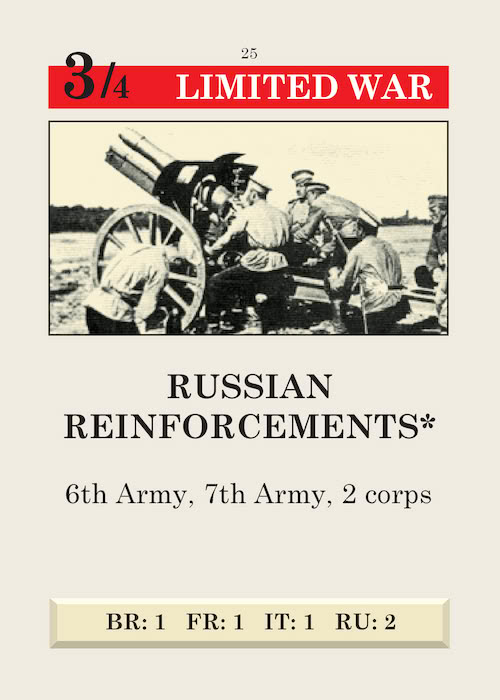 25
3/4 LIMITED WAR
RUSSIAN
REINFORCEMENTS*
6th Army, 7th Army, 2 corps
BR: 1 FR: 1 IT: 1 RU: 2